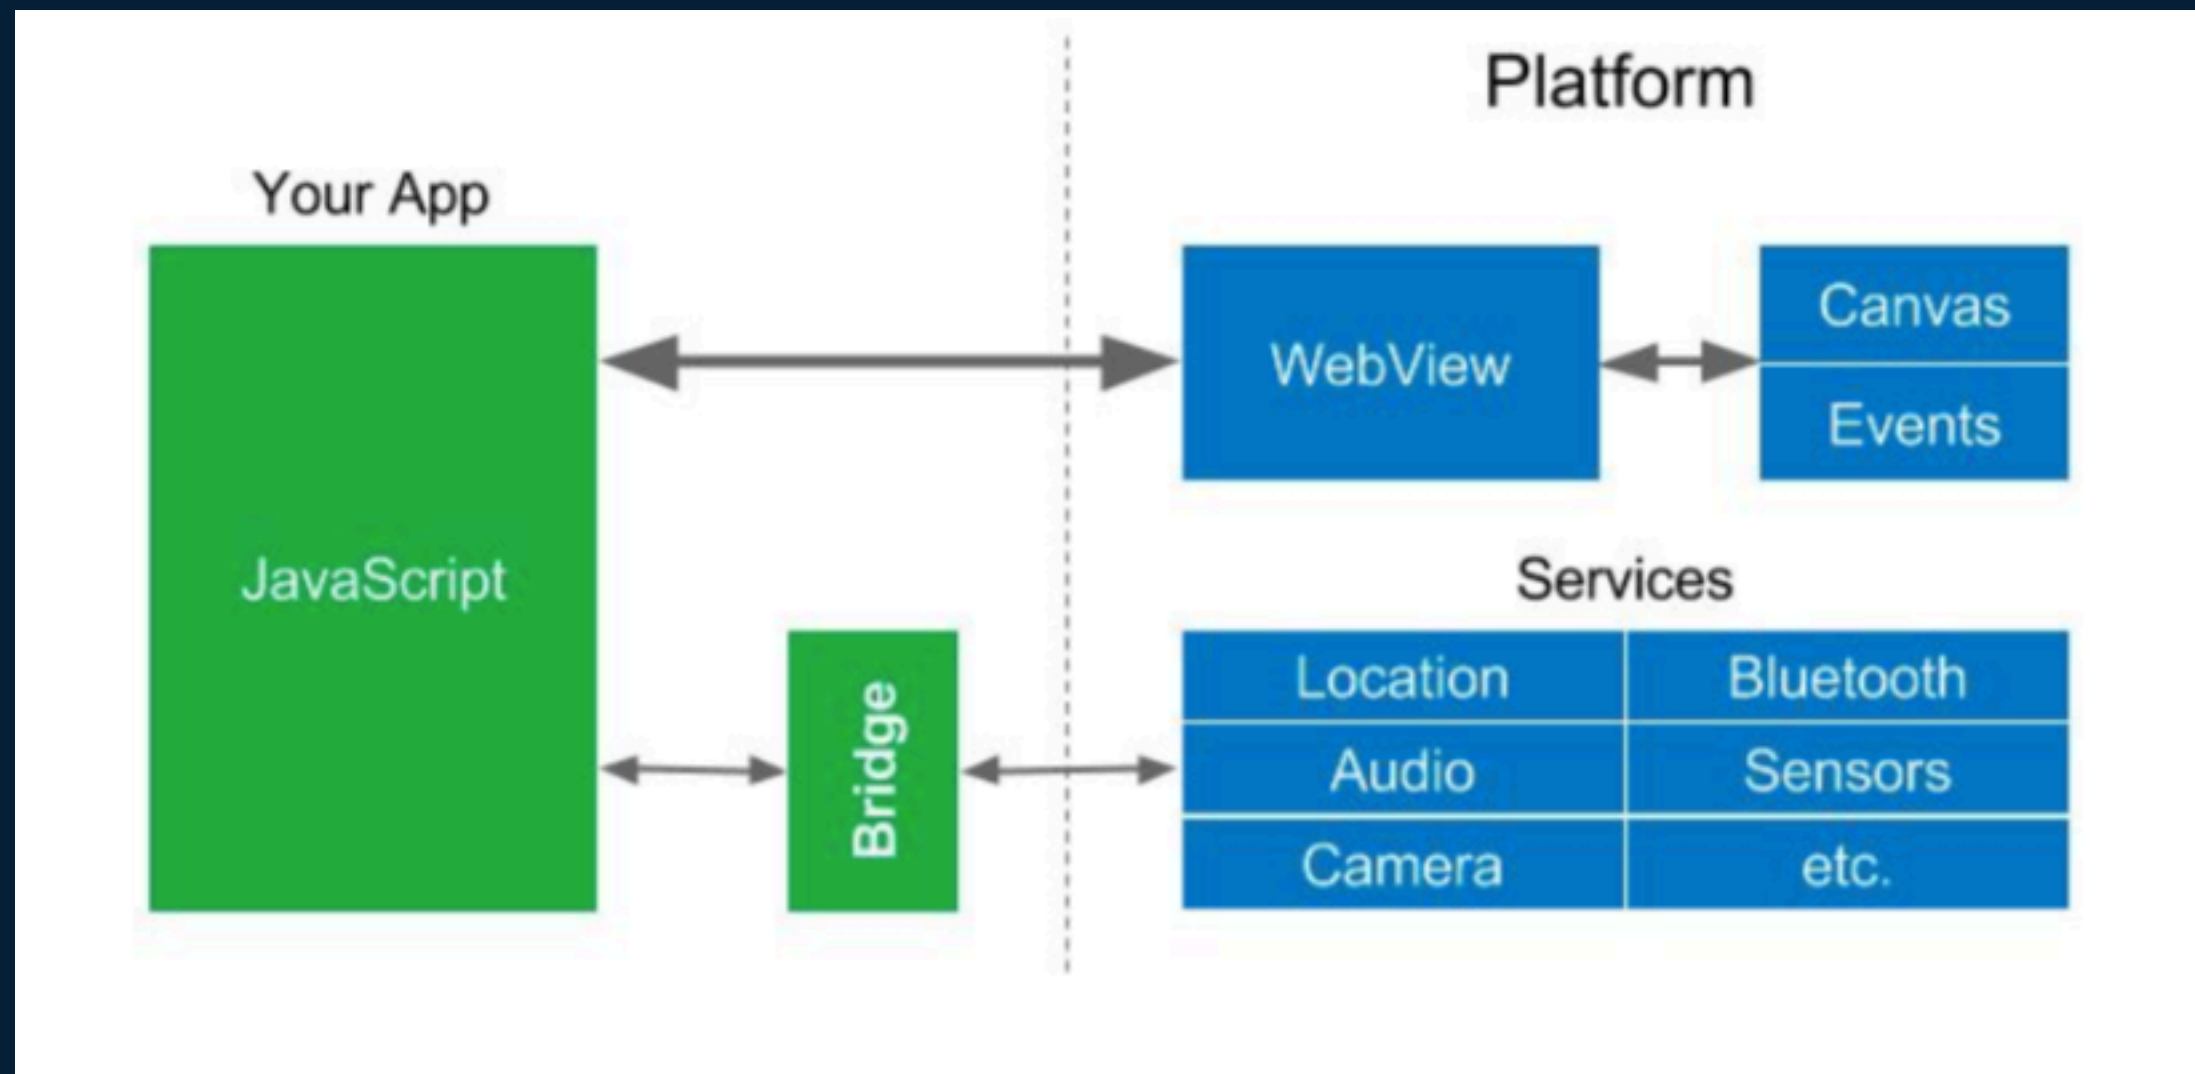 Platform
Your App
JavaScript
Bridge
WebView
Canvas
Events
Services
Location
Bluetooth
Audio
Sensors
Camera
etc.